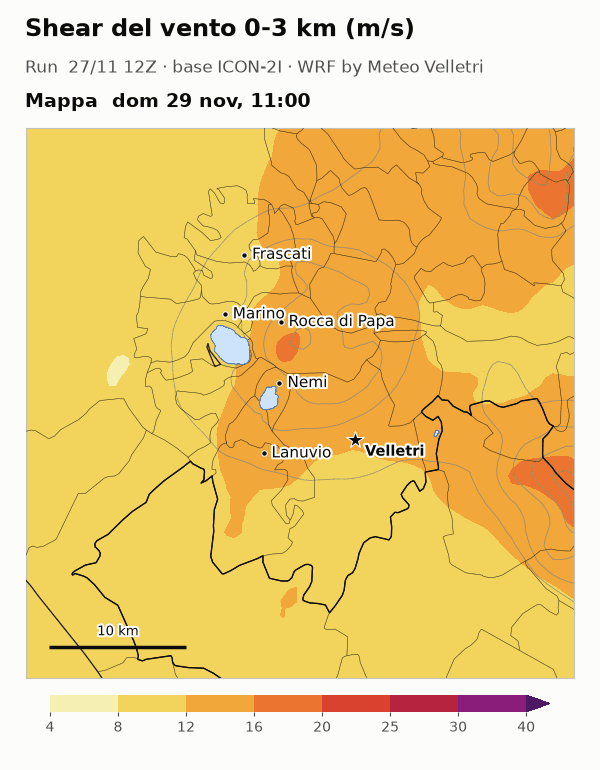 Shear del vento 0-3 km (m/s)
Run  27/11 12Z · base ICON-2I · WRF by Meteo Velletri
Mappa  dom 29 nov, 11:00
Frascati
Marino
Rocca di Papa
Nemi
Velletri
Lanuvio
10 km
4 8 12 16 20 25 30 40